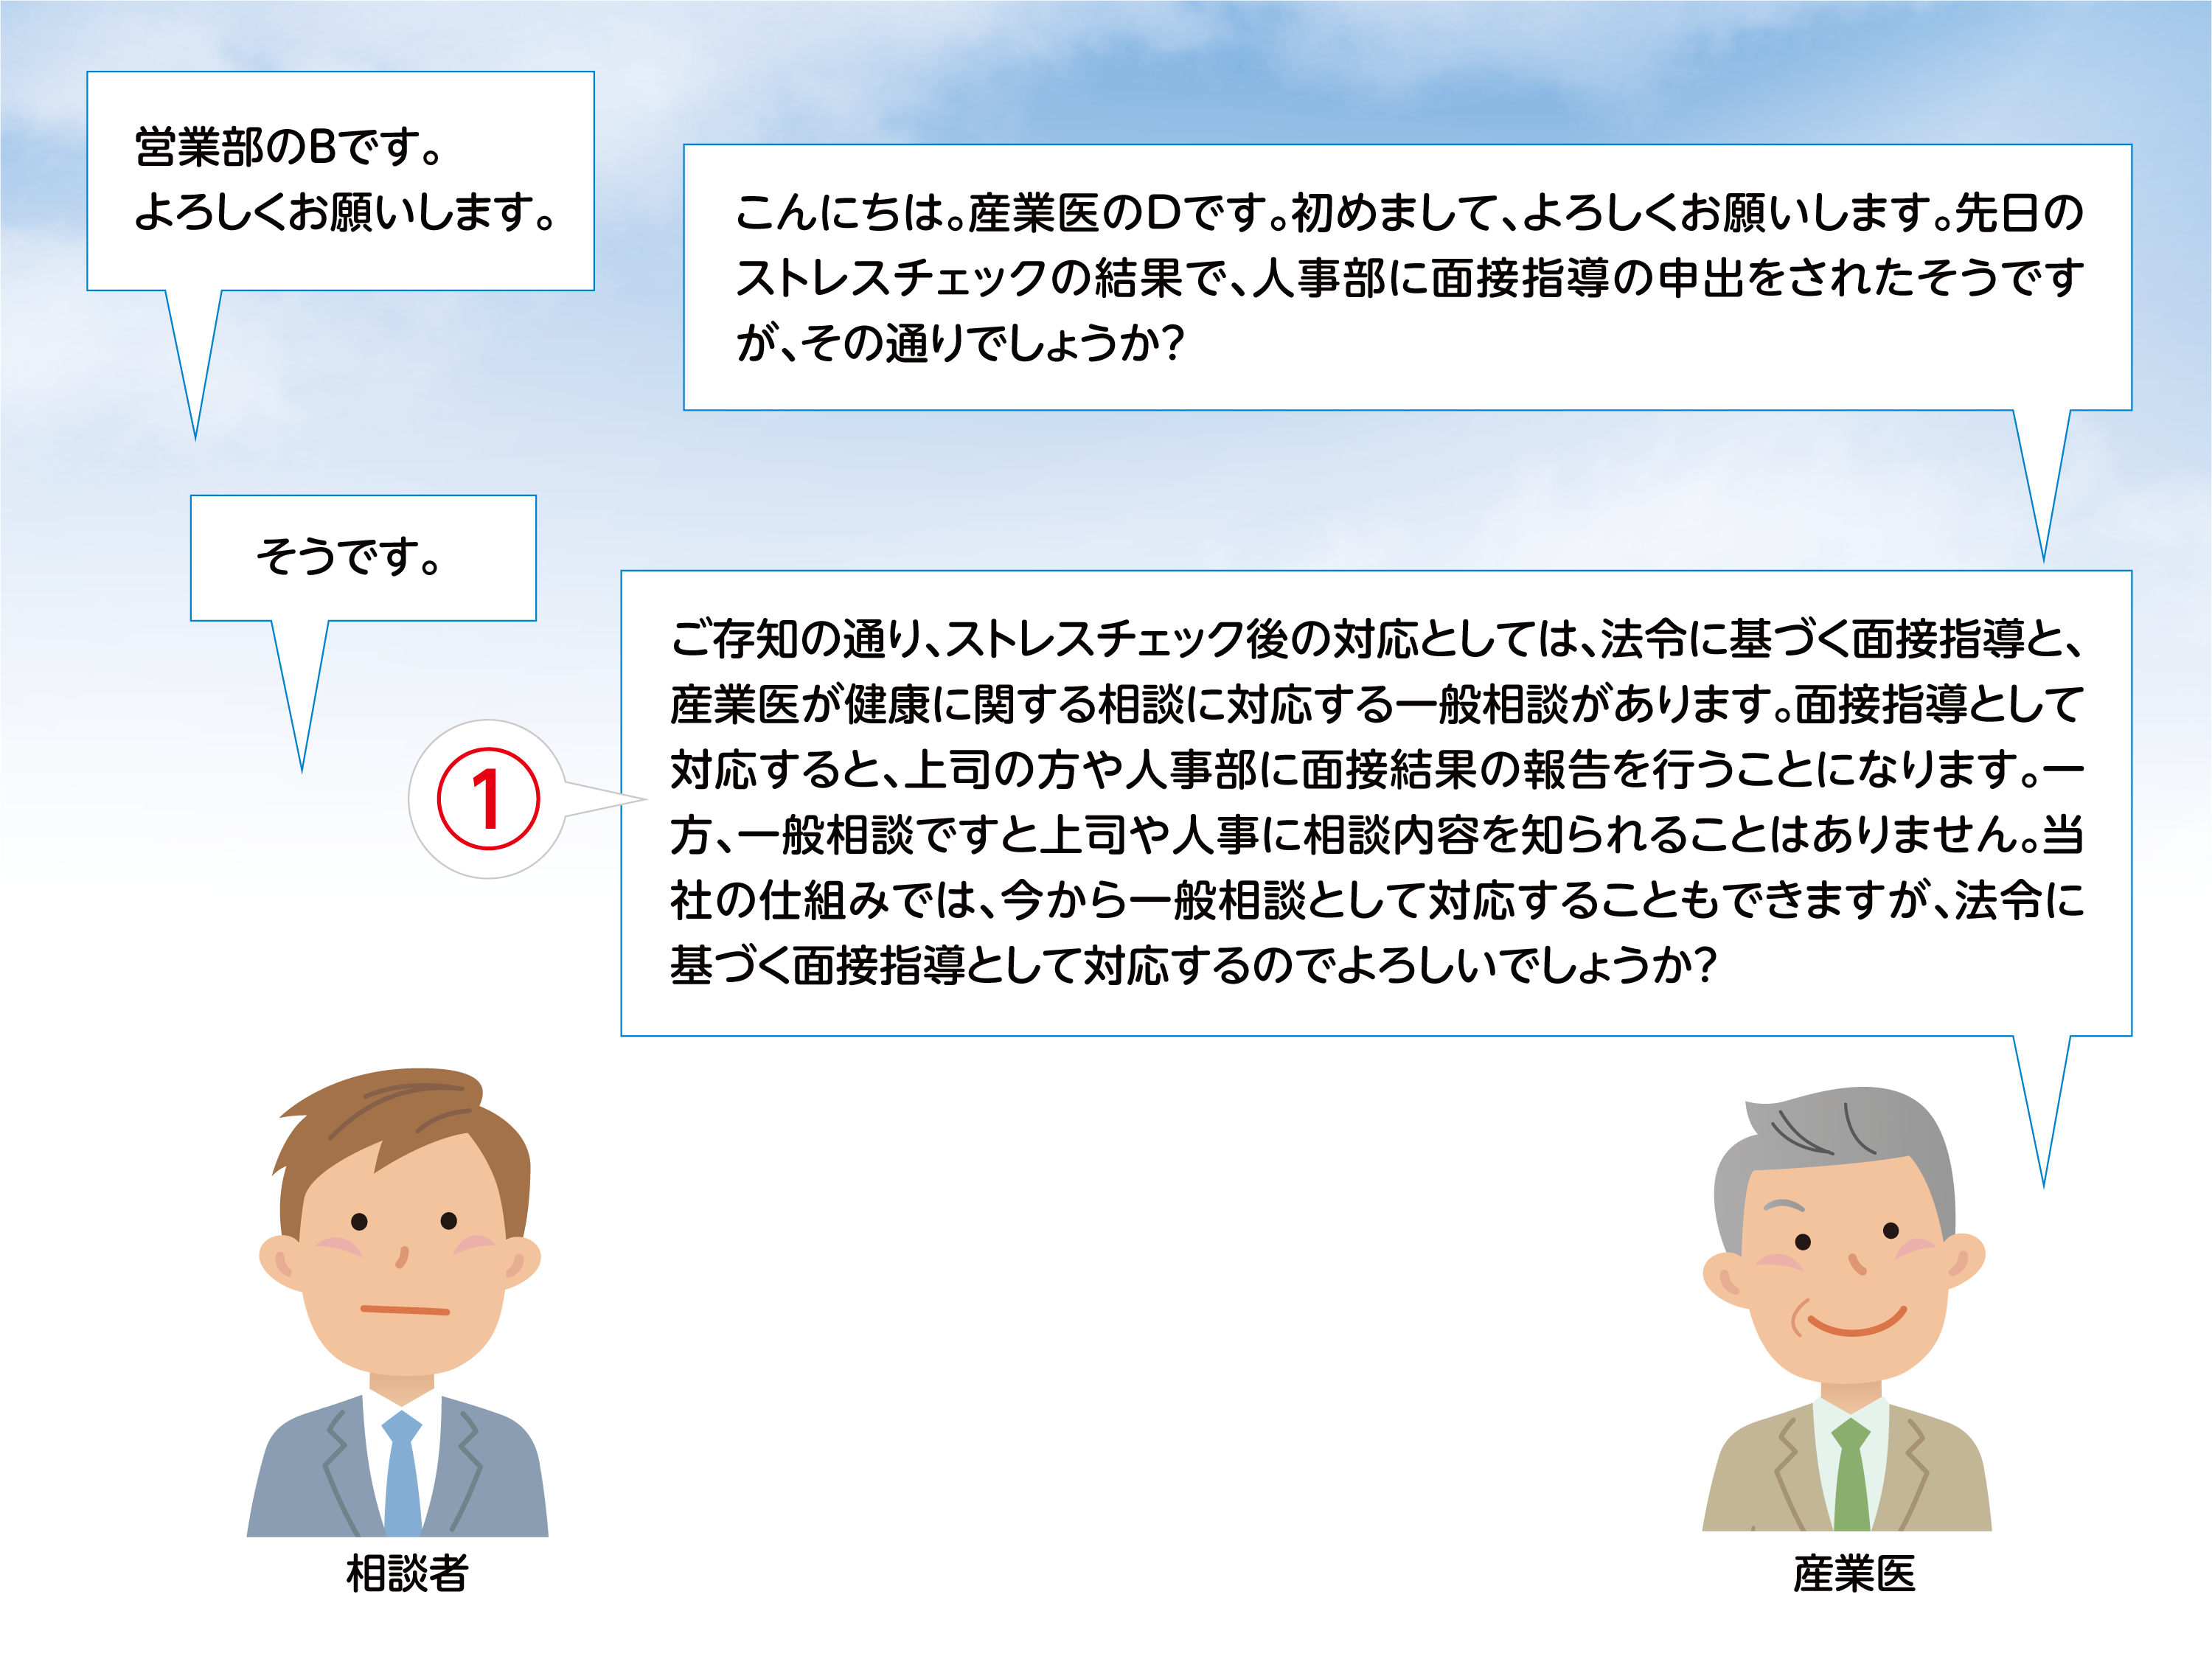 営業部のBです。
よろしくお願いします。
こんにちは。産業医のDです。初めまして、よろしくお願いします。先日の
ストレスチェックの結果で、人事部に面接指導の申出をされたそうです
が、その通りでしょうか？
そうです。
①
ご存知の通り、ストレスチェック後の対応としては、法令に基づく面接指導と、
産業医が健康に関する相談に対応する一般相談があります。面接指導として
対応すると、上司の方や人事部に面接結果の報告を行うことになります。一
方、一般相談ですと上司や人事に相談内容を知られることはありません。当
社の仕組みでは、今から一般相談として対応することもできますが、法令に
基づく面接指導として対応するのでよろしいでしょうか？
相談者
産業医